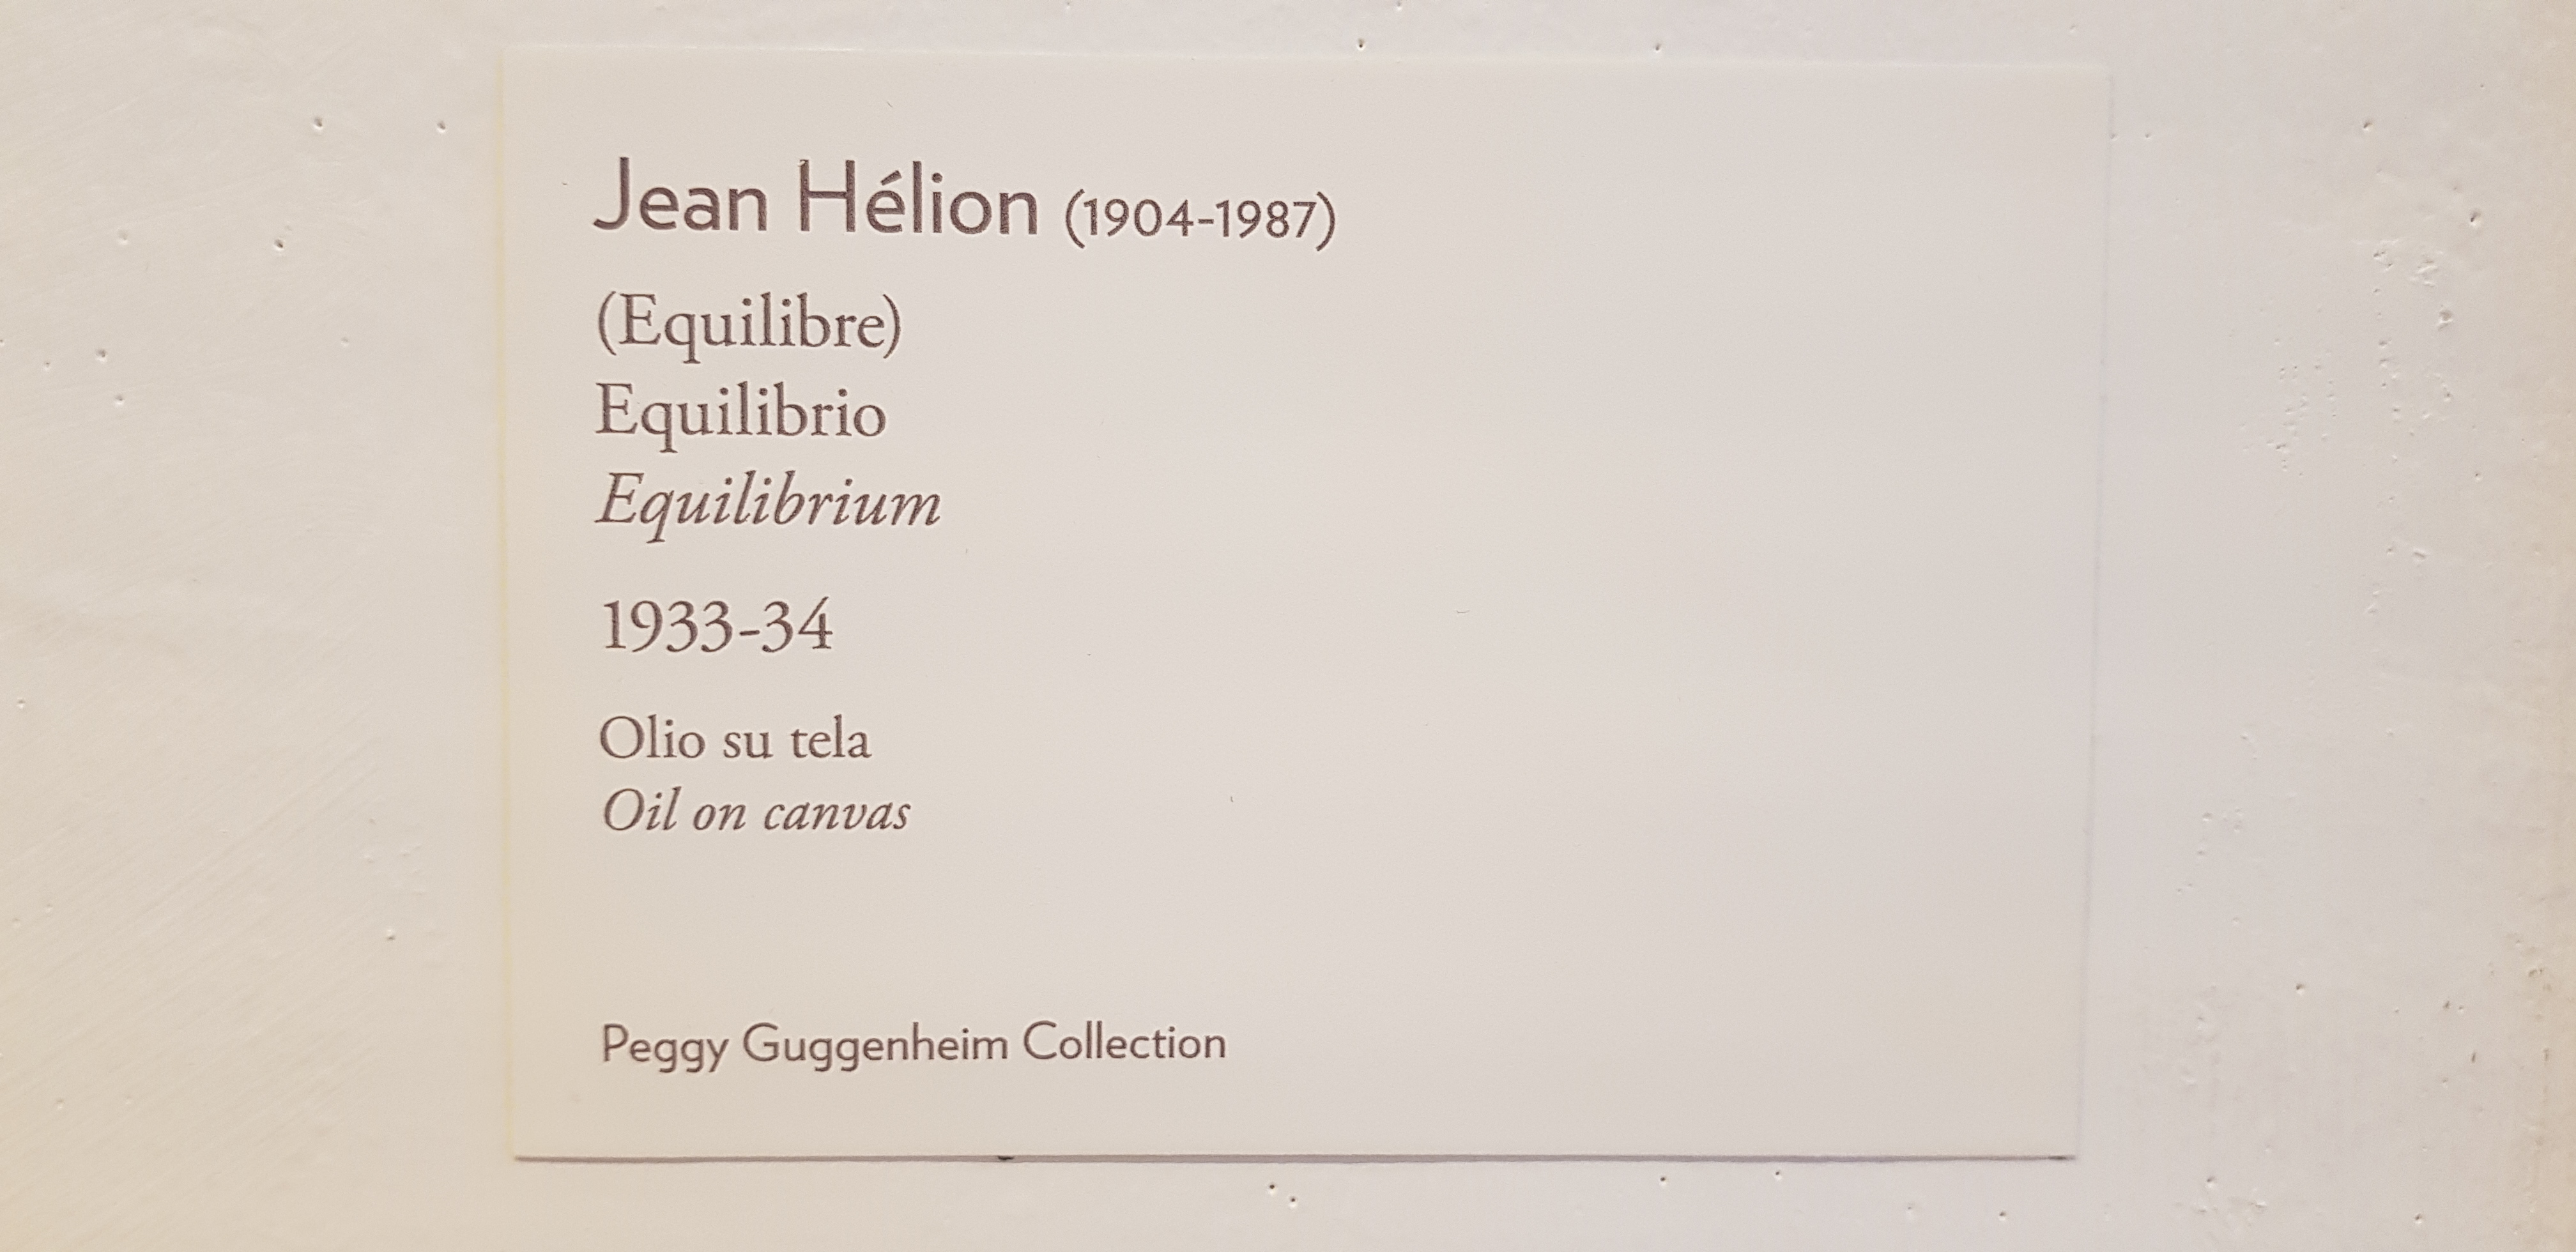 Jean Hélion (1904-1987)
(Equilibre)
Equilibrio
Equilibrium
1933-34
Olio su tela
Oil on canvas
Peggy Guggenheim Collection